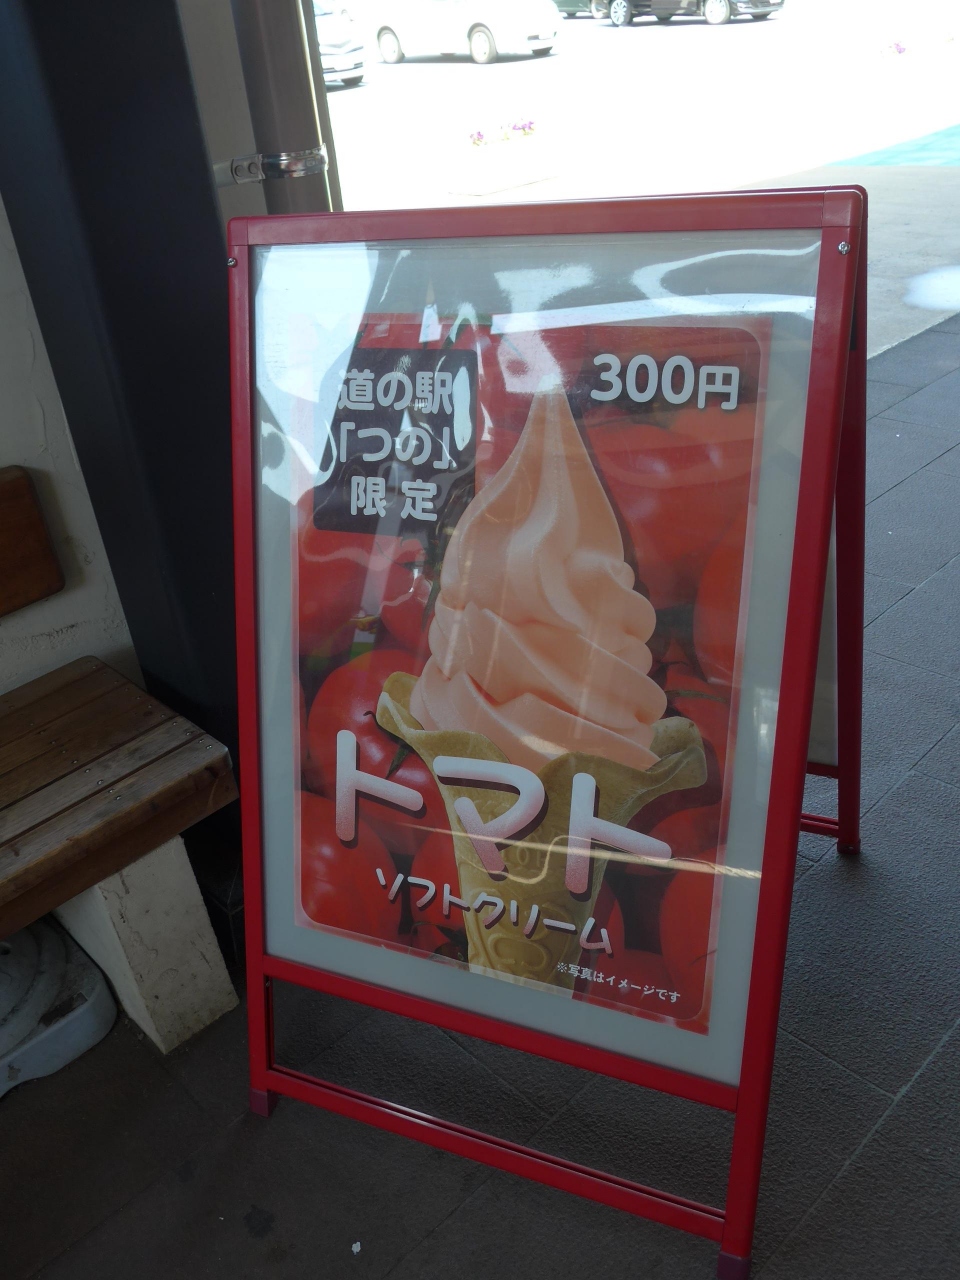 道の駅
「つの」
限定
300円
トマト
ソフトクリーム
※写真はイメージです